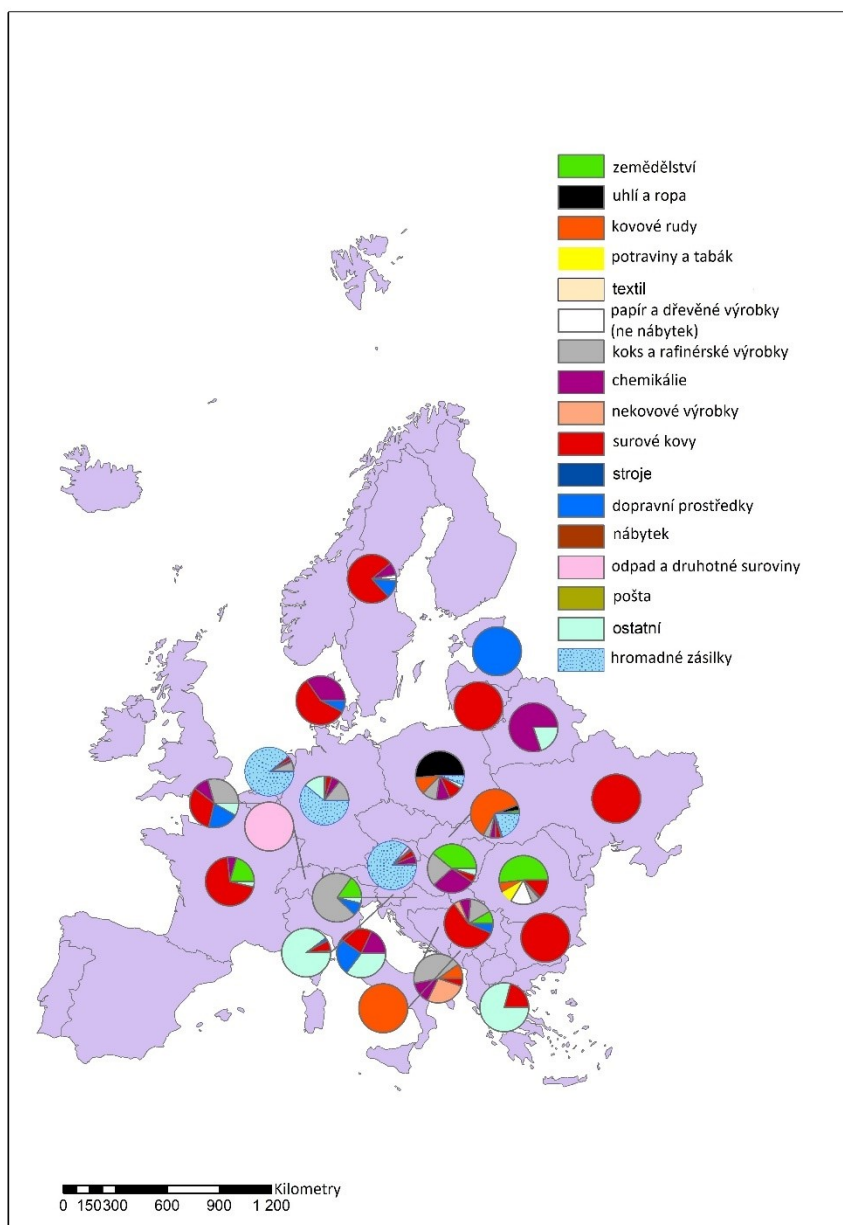 zemědělství
uhlí a ropa
kovové rudy
potraviny a tabák
textil
papír a dřevěné výrobky
(ne nábytek)
koks a rafinérské výrobky
chemikálie
nekovové výrobky
surové kovy
stroje
dopravní prostředky
nábytek
odpad a druhotné suroviny
pošta
ostatní
hromadné zásilky
Kilometry
0 150300 600 900 1 200